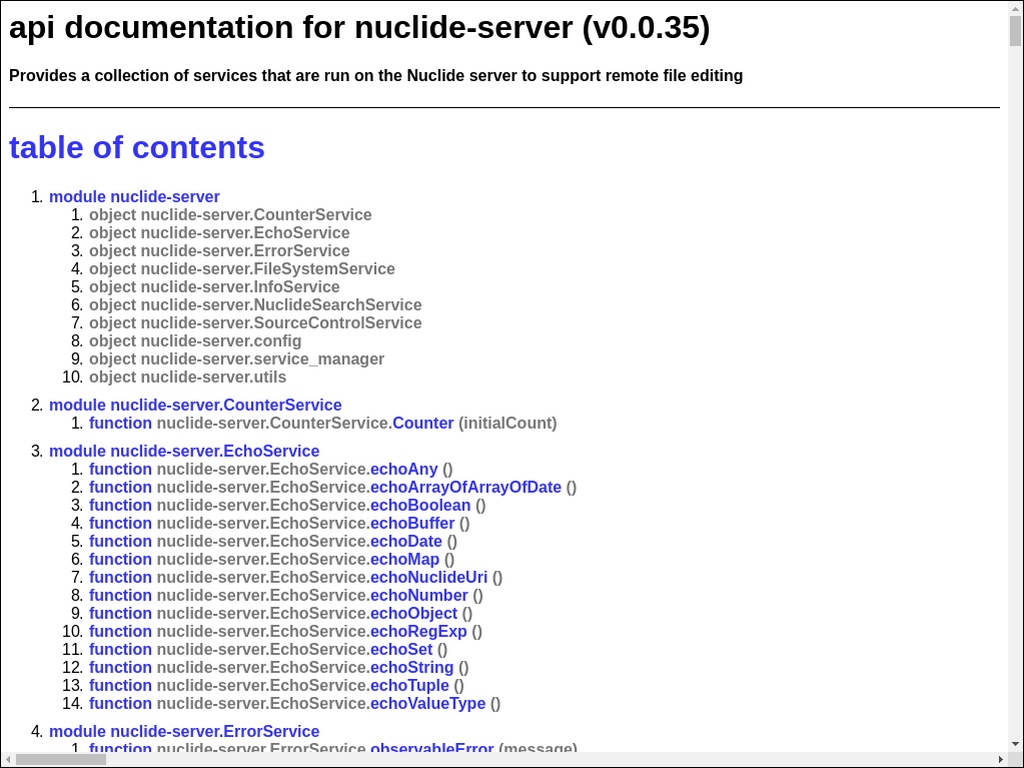 api documentation for nuclide-server (v0.0.35)
Provides a collection of services that are run on the Nuclide server to support remote file editing
table of contents
1. module nuclide-server
1. object nuclide-server.CounterService
2. object nuclide-server.EchoService
3. object nuclide-server.ErrorService
4. object nuclide-server.FileSystemService
5. object nuclide-server.InfoService
6. object nuclide-server.NuclideSearchService
7. object nuclide-server.SourceControlService
8. object nuclide-server.config
9. object nuclide-server.service_manager
10. object nuclide-server.utils
2. module nuclide-server.CounterService
1. function nuclide-server.CounterService.Counter (initialCount)
3. module nuclide-server.EchoService
1. function nuclide-server.EchoService.echoAny ()
2. function nuclide-server.EchoService.echoArrayOfArrayOfDate ()
3. function nuclide-server.EchoService.echoBoolean ()
4. function nuclide-server.EchoService.echoBuffer ()
5. function nuclide-server.EchoService.echoDate ()
6. function nuclide-server.EchoService.echoMap ()
7. function nuclide-server.EchoService.echoNuclideUri ()
8. function nuclide-server.EchoService.echoNumber ()
9. function nuclide-server.EchoService.echoObject ()
10. function nuclide-server.EchoService.echoRegExp ()
11. function nuclide-server.EchoService.echoSet ()
12. function nuclide-server.EchoService.echoString ()
13. function nuclide-server.EchoService.echoTuple ()
14. function nuclide-server.EchoService.echoValueType ()
4. module nuclide-server.ErrorService
1. function nuclide-server.ErrorService.observableError (message)